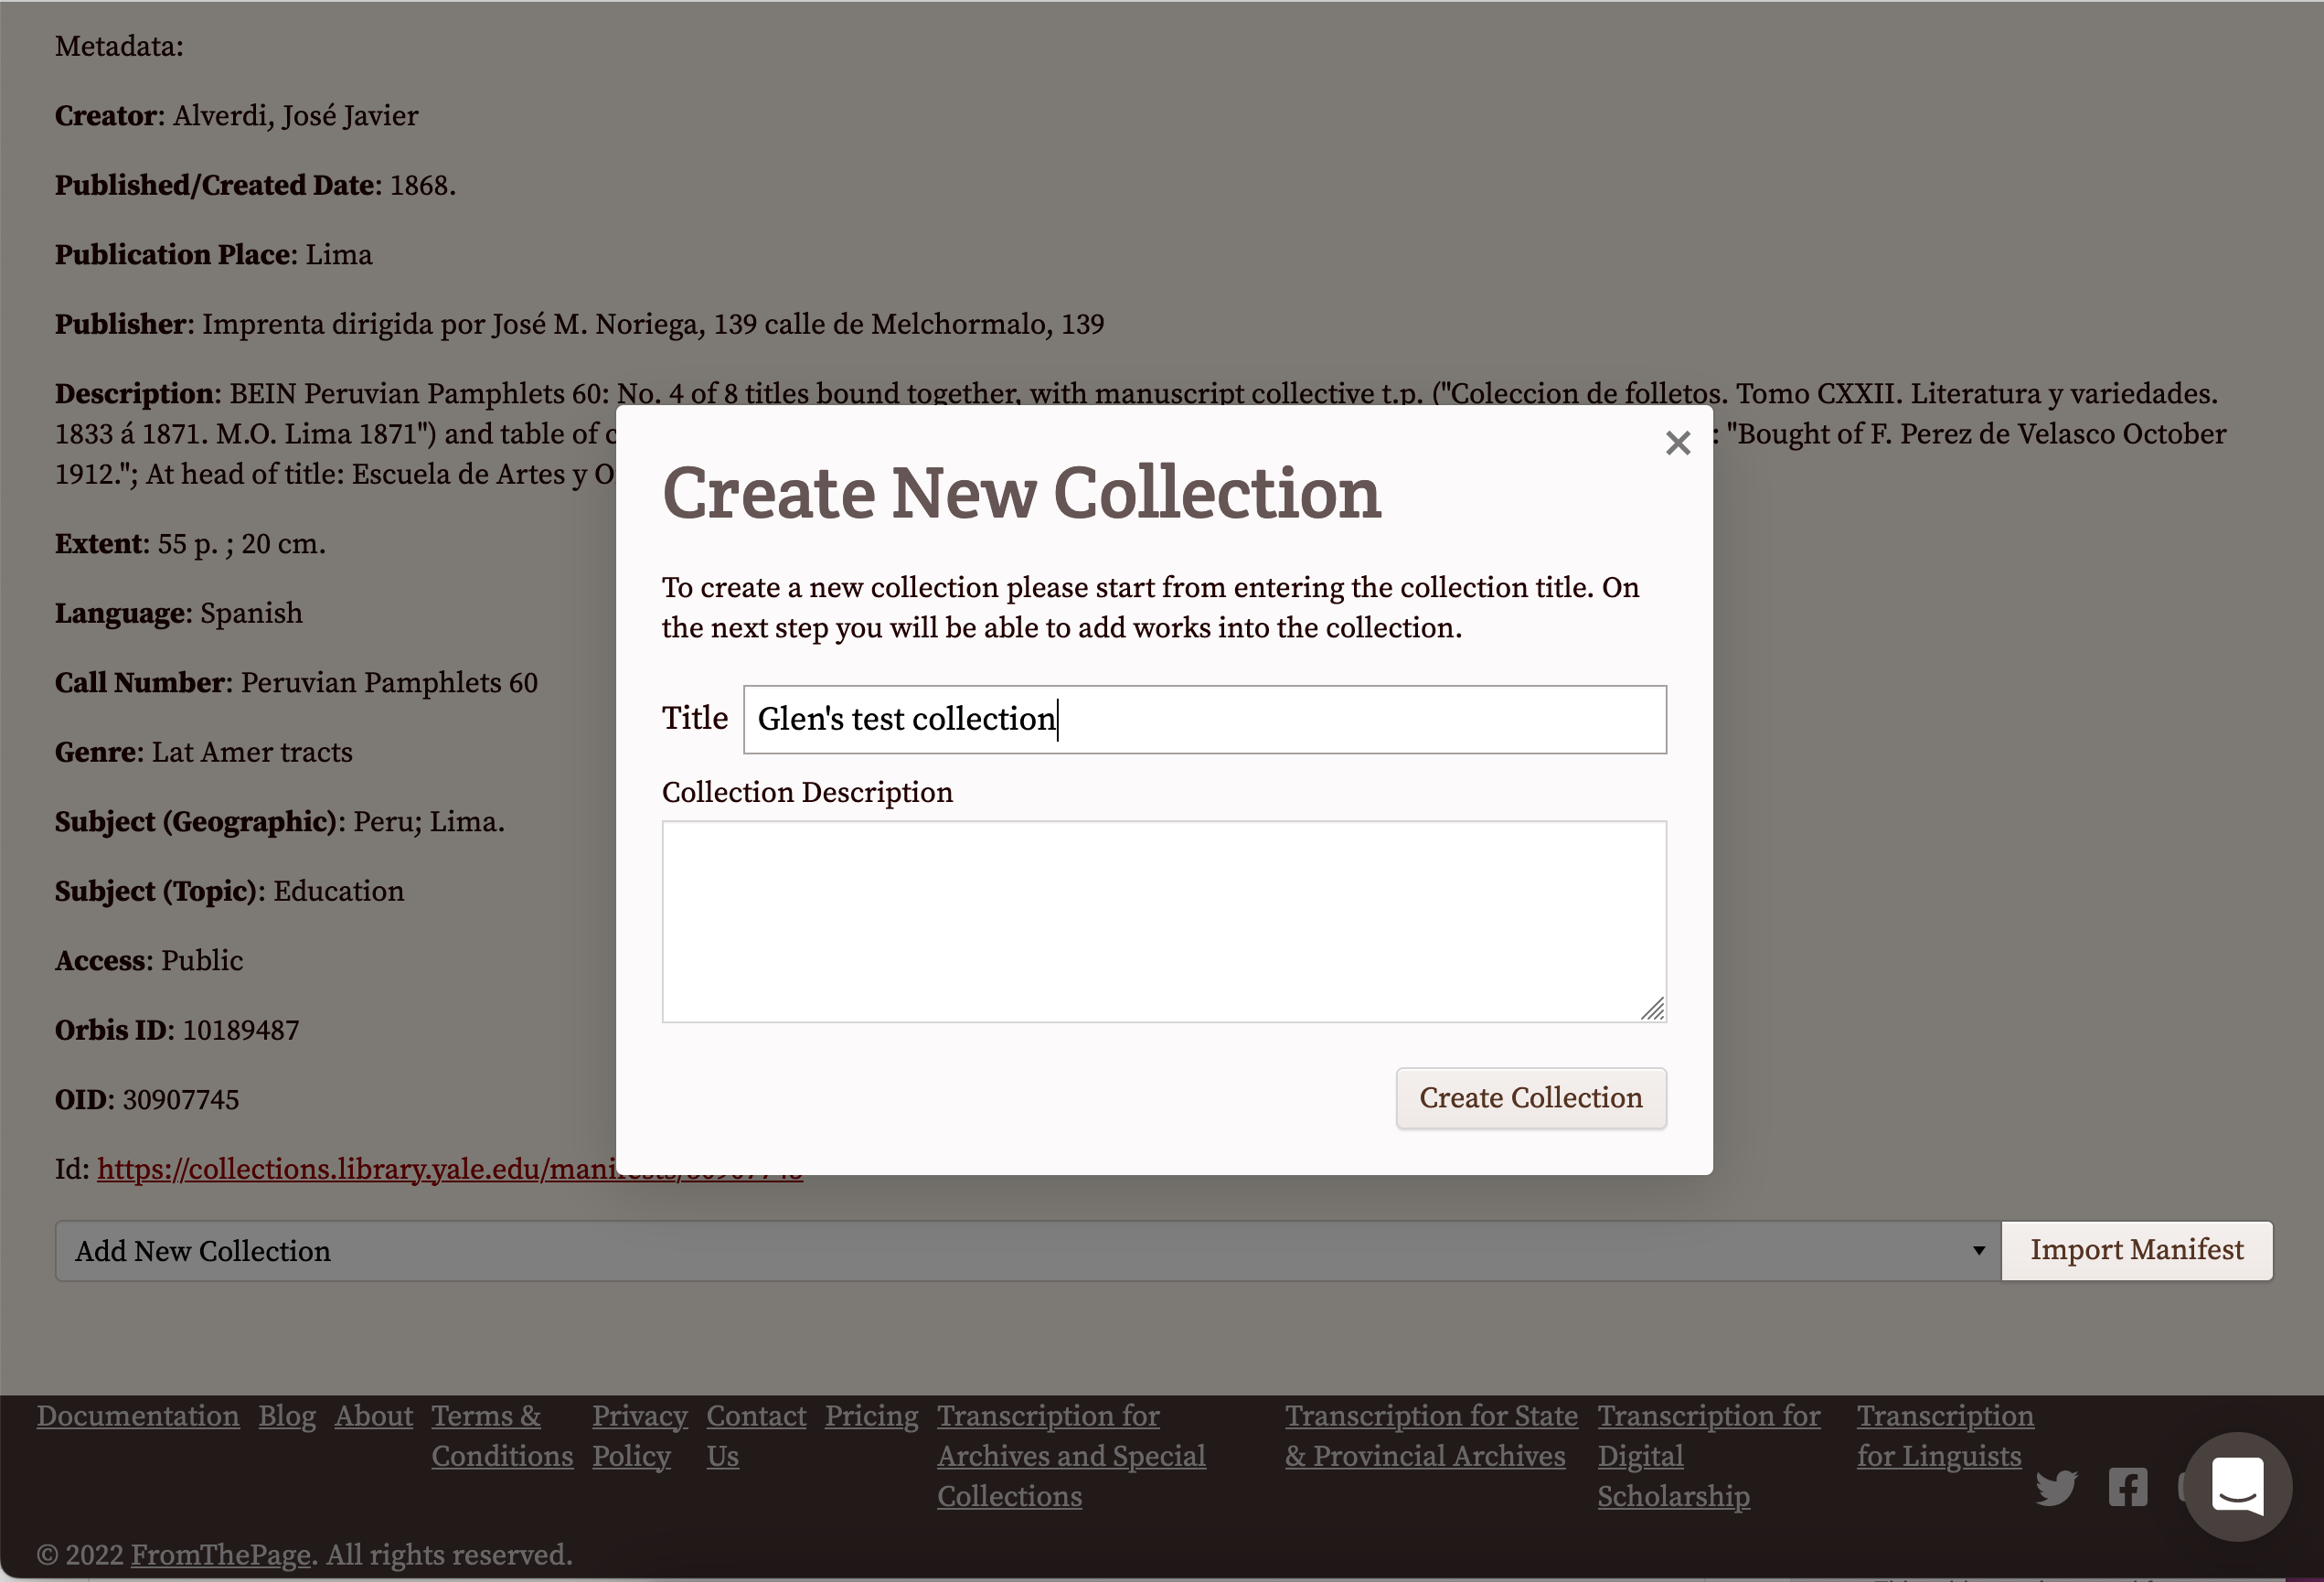 Metadata:
Creator: Alverdi, José Javier
Published/Created Date: 1868.
Publication Place: Lima
Publisher: Imprenta dirigida por José M. Noriega, 139 calle de Melchormalo, 139
Description: BEIN Peruvian Pamphlets 60: No. 4 of 8 titles bound together, with manuscript collective t.p. ("Coleccion de folletos. Tomo CXXII. Literatura y variedades.
1833 á 1871. M.O. Lima 1871") and table of : "Bought of F. Perez de Velasco October
1912."; At head of title: Escuela de Artes y
Extent: 55 p. ; 20 cm.
Language: Spanish
Call Number: Peruvian Pamphlets 60
Genre: Lat Amer tracts
Subject (Geographic): Peru; Lima.
Subject (Topic): Education
Access: Public
Orbis ID: 10189487
OID: 30907745
Id: https://collections.library.yale.edu/manifests/30907745
Create New Collection
To create a new collection please start from entering the collection title. On
the next step you will be able to add works into the collection.
Title Glen's test collection
Collection Description
Create Collection
Add New Collection
Import Manifest
Documentation Blog About Terms & Conditions Privacy Policy Contact Us Pricing Transcription for Archives and Special Collections Transcription for State & Provincial Archives Transcription for Digital Scholarship Transcription for Linguists
© 2022 FromThePage. All rights reserved.